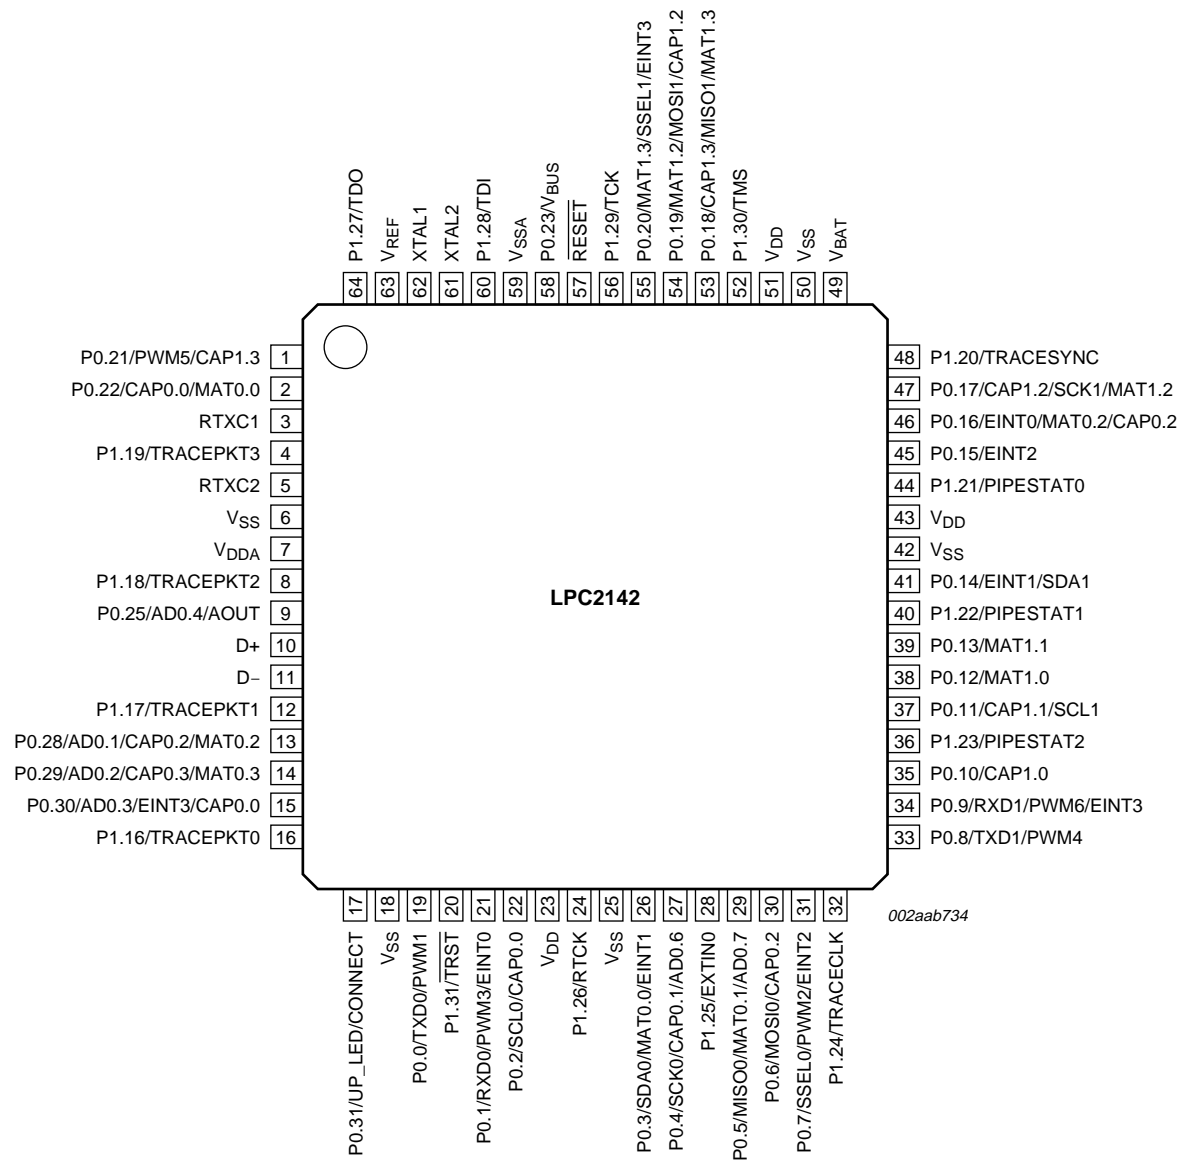 P1.27/TDO
VREF
XTAL1
XTAL2
P1.28/TDI
VSSA
P0.23/VBUS
RESET
P1.29/TCK
P0.20/MAT1.3/SSEL1/EINT3
P0.19/MAT1.2/MOSI1/CAP1.2
P0.18/CAP1.3/MISO1/MAT1.3
P1.30/TMS
VDD
VSS
VBAT
64 63 62 61 60 59 58 57 56 55 54 53 52 51 50 49
P0.21/PWM5/CAP1.3 1
P0.22/CAP0.0/MAT0.0 2
RTXC1 3
P1.19/TRACEPKT3 4
RTXC2 5
VSS 6
VDDA 7
P1.18/TRACEPKT2 8
P0.25/AD0.4/AOUT 9
D+ 10
D− 11
P1.17/TRACEPKT1 12
P0.28/AD0.1/CAP0.2/MAT0.2 13
P0.29/AD0.2/CAP0.3/MAT0.3 14
P0.30/AD0.3/EINT3/CAP0.0 15
P1.16/TRACEPKT0 16
LPC2142
48 P1.20/TRACESYNC
47 P0.17/CAP1.2/SCK1/MAT1.2
46 P0.16/EINT0/MAT0.2/CAP0.2
45 P0.15/EINT2
44 P1.21/PIPESTAT0
43 VDD
42 VSS
41 P0.14/EINT1/SDA1
40 P1.22/PIPESTAT1
39 P0.13/MAT1.1
38 P0.12/MAT1.0
37 P0.11/CAP1.1/SCL1
36 P1.23/PIPESTAT2
35 P0.10/CAP1.0
34 P0.9/RXD1/PWM6/EINT3
33 P0.8/TXD1/PWM4
17 18 19 20 21 22 23 24 25 26 27 28 29 30 31 32
P0.31/UP_LED/CONNECT
VSS
P0.0/TXD0/PWM1
P1.31/TRST
P0.1/RXD0/PWM3/EINT0
P0.2/SCL0/CAP0.0
VDD
P1.26/RTCK
VSS
P0.3/SDA0/MAT0.0/EINT1
P0.4/SCK0/CAP0.1/AD0.6
P1.25/EXTIN0
P0.5/MISO0/MAT0.1/AD0.7
P0.6/MOSI0/CAP0.2
P0.7/SSEL0/PWM2/EINT2
P1.24/TRACECLK
002aab734